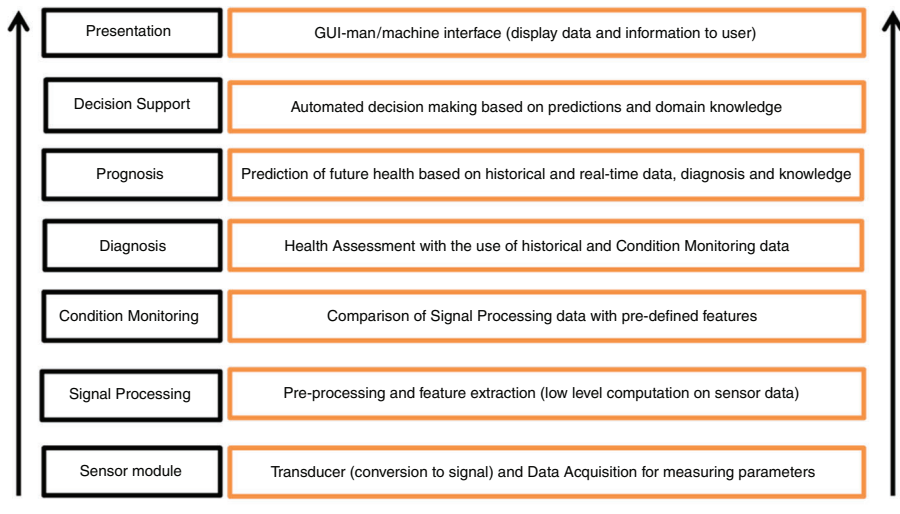 Presentation
GUI-man/machine interface (display data and information to user)
Decision Support
Automated decision making based on predictions and domain knowledge
Prognosis
Prediction of future health based on historical and real-time data, diagnosis and knowledge
Diagnosis
Health Assessment with the use of historical and Condition Monitoring data
Condition Monitoring
Comparison of Signal Processing data with pre-defined features
Signal Processing
Pre-processing and feature extraction (low level computation on sensor data)
Sensor module
Transducer (conversion to signal) and Data Acquisition for measuring parameters